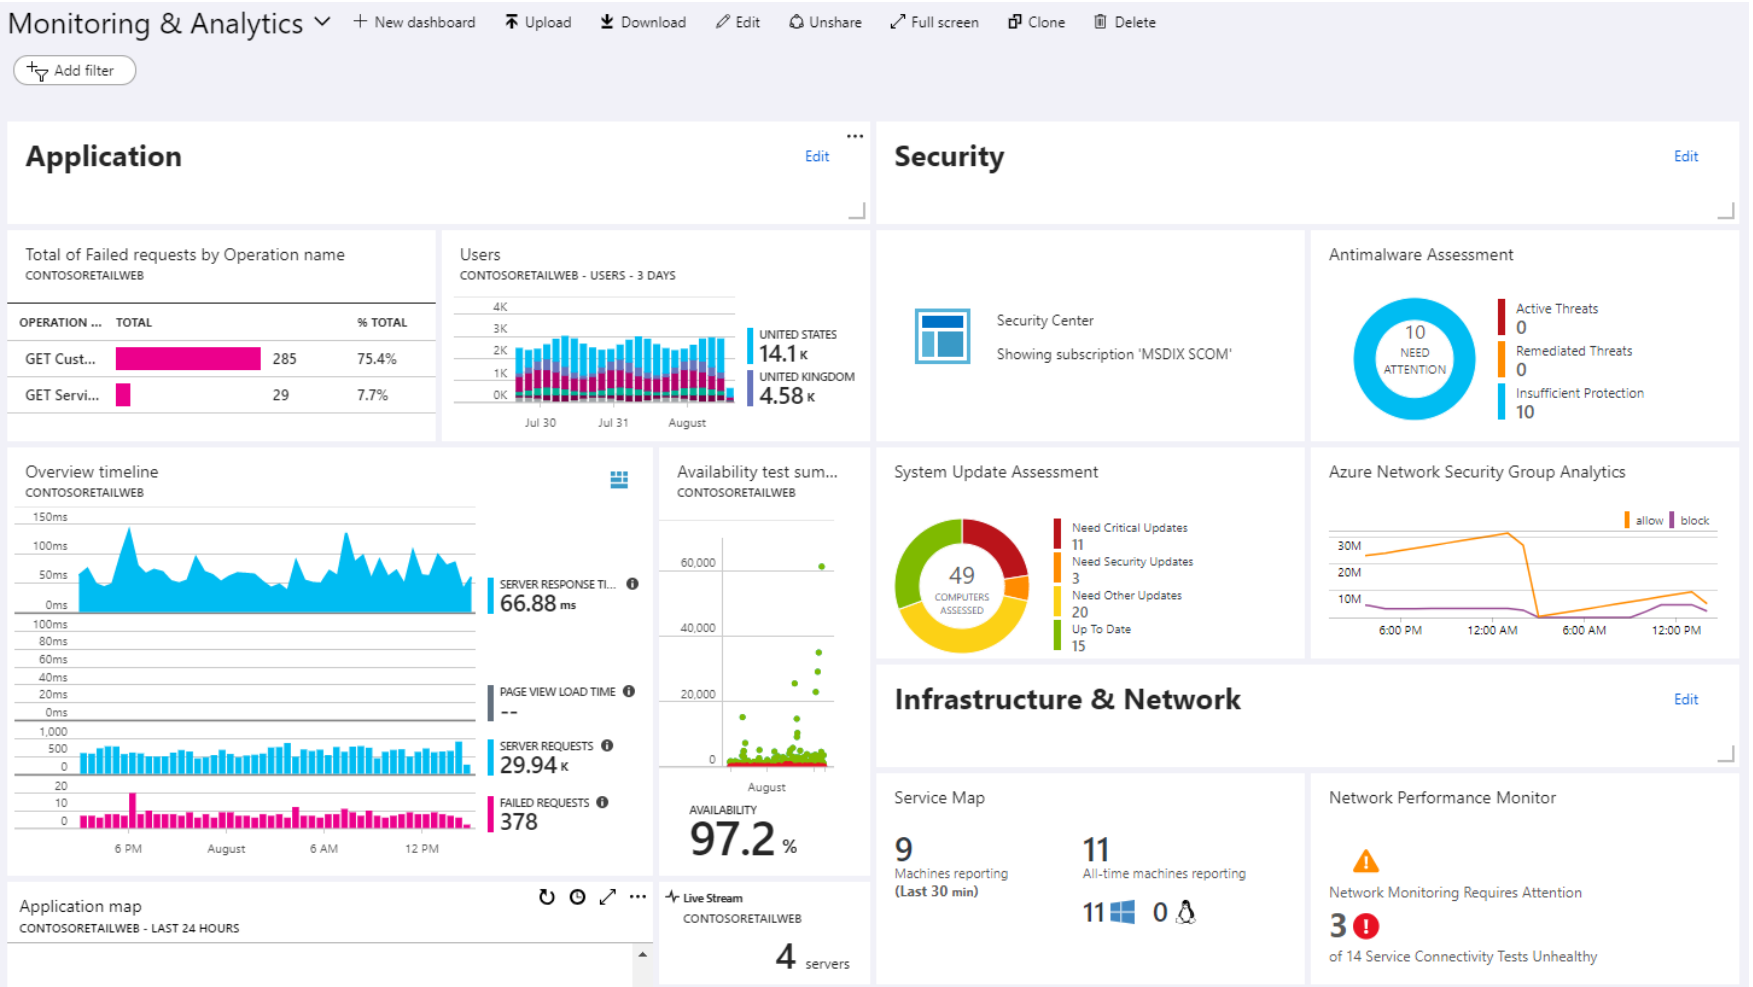 Monitoring & Analytics
New dashboard
Upload
Download
Edit
Unshare
Full screen
Clone
Delete
Add filter
Application
Edit
Total of Failed requests by Operation name
CONTOSORETAILWEB
OPERATION ... TOTAL % TOTAL
GET Cust... 285 75.4%
GET Servi... 29 7.7%
Users
CONTOSORETAILWEB - USERS - 3 DAYS
4K
3K
2K
1K
0K
Jul 30 Jul 31 August
UNITED STATES
14.1 K
UNITED KINGDOM
4.58 K
Overview timeline
CONTOSORETAILWEB
150ms
100ms
50ms
0ms
SERVER RESPONSE TI...
66.88 ms
100ms
80ms
60ms
40ms
20ms
0ms
PAGE VIEW LOAD TIME
--
1,000
500
0
SERVER REQUESTS
29.94 K
20
10
0
FAILED REQUESTS
378
6 PM August 6 AM 12 PM
Availability test sum...
CONTOSORETAILWEB
60,000
40,000
20,000
0
August
AVAILABILITY
97.2 %
Application map
CONTOSORETAILWEB - LAST 24 HOURS
Live Stream
CONTOSORETAILWEB
4 servers
Security
Edit
Security Center
Showing subscription 'MSDIX SCOM'
Antimalware Assessment
10
NEED
ATTENTION
Active Threats
0
Remediated Threats
0
Insufficient Protection
10
System Update Assessment
49
COMPUTERS
ASSESSED
Need Critical Updates
11
Need Security Updates
3
Need Other Updates
20
Up To Date
15
Azure Network Security Group Analytics
allow block
30M
20M
10M
6:00 PM 12:00 AM 6:00 AM 12:00 PM
Infrastructure & Network
Edit
Service Map
9
Machines reporting
(Last 30 min)
11
All-time machines reporting
11 0
Network Performance Monitor
Network Monitoring Requires Attention
3
of 14 Service Connectivity Tests Unhealthy